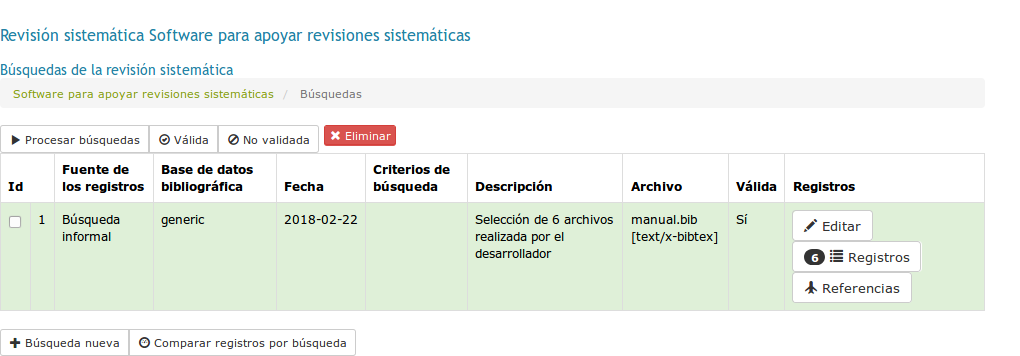 Revisión sistemática Software para apoyar revisiones sistemáticas
Búsquedas de la revisión sistemática
Software para apoyar revisiones sistemáticas / Búsquedas
Procesar búsquedas Válida No validada Eliminar
Id Fuente de los registros Base de datos bibliográfica Fecha Criterios de búsqueda Descripción Archivo Válida Registros
1 Búsqueda informal generic 2018-02-22 Selección de 6 archivos realizada por el desarrollador manual.bib [text/x-bibtex] Sí
Editar
6 Registros
Referencias
Búsqueda nueva Comparar registros por búsqueda